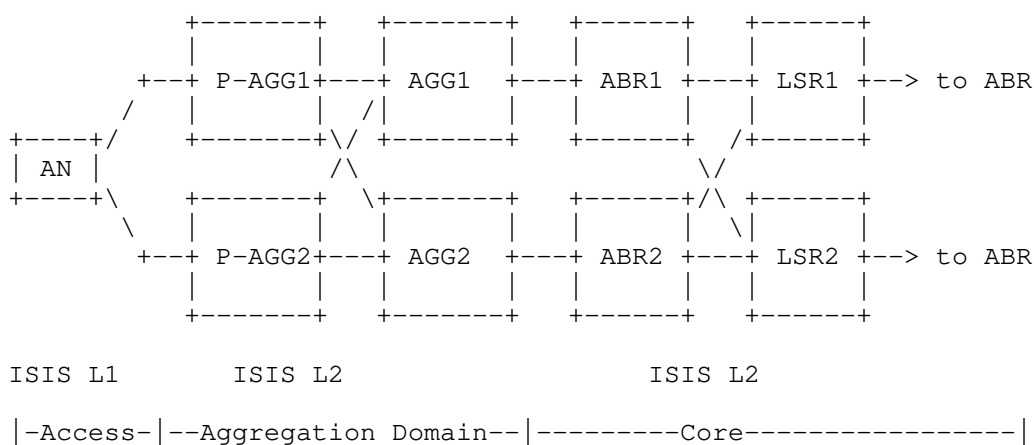 P-AGG1 AGG1 ABR1 LSR1 --> to ABR
AN
P-AGG2 AGG2 ABR2 LSR2 --> to ABR
ISIS L1 ISIS L2 ISIS L2
|-Access-|--Aggregation Domain--|---------Core-----------------|